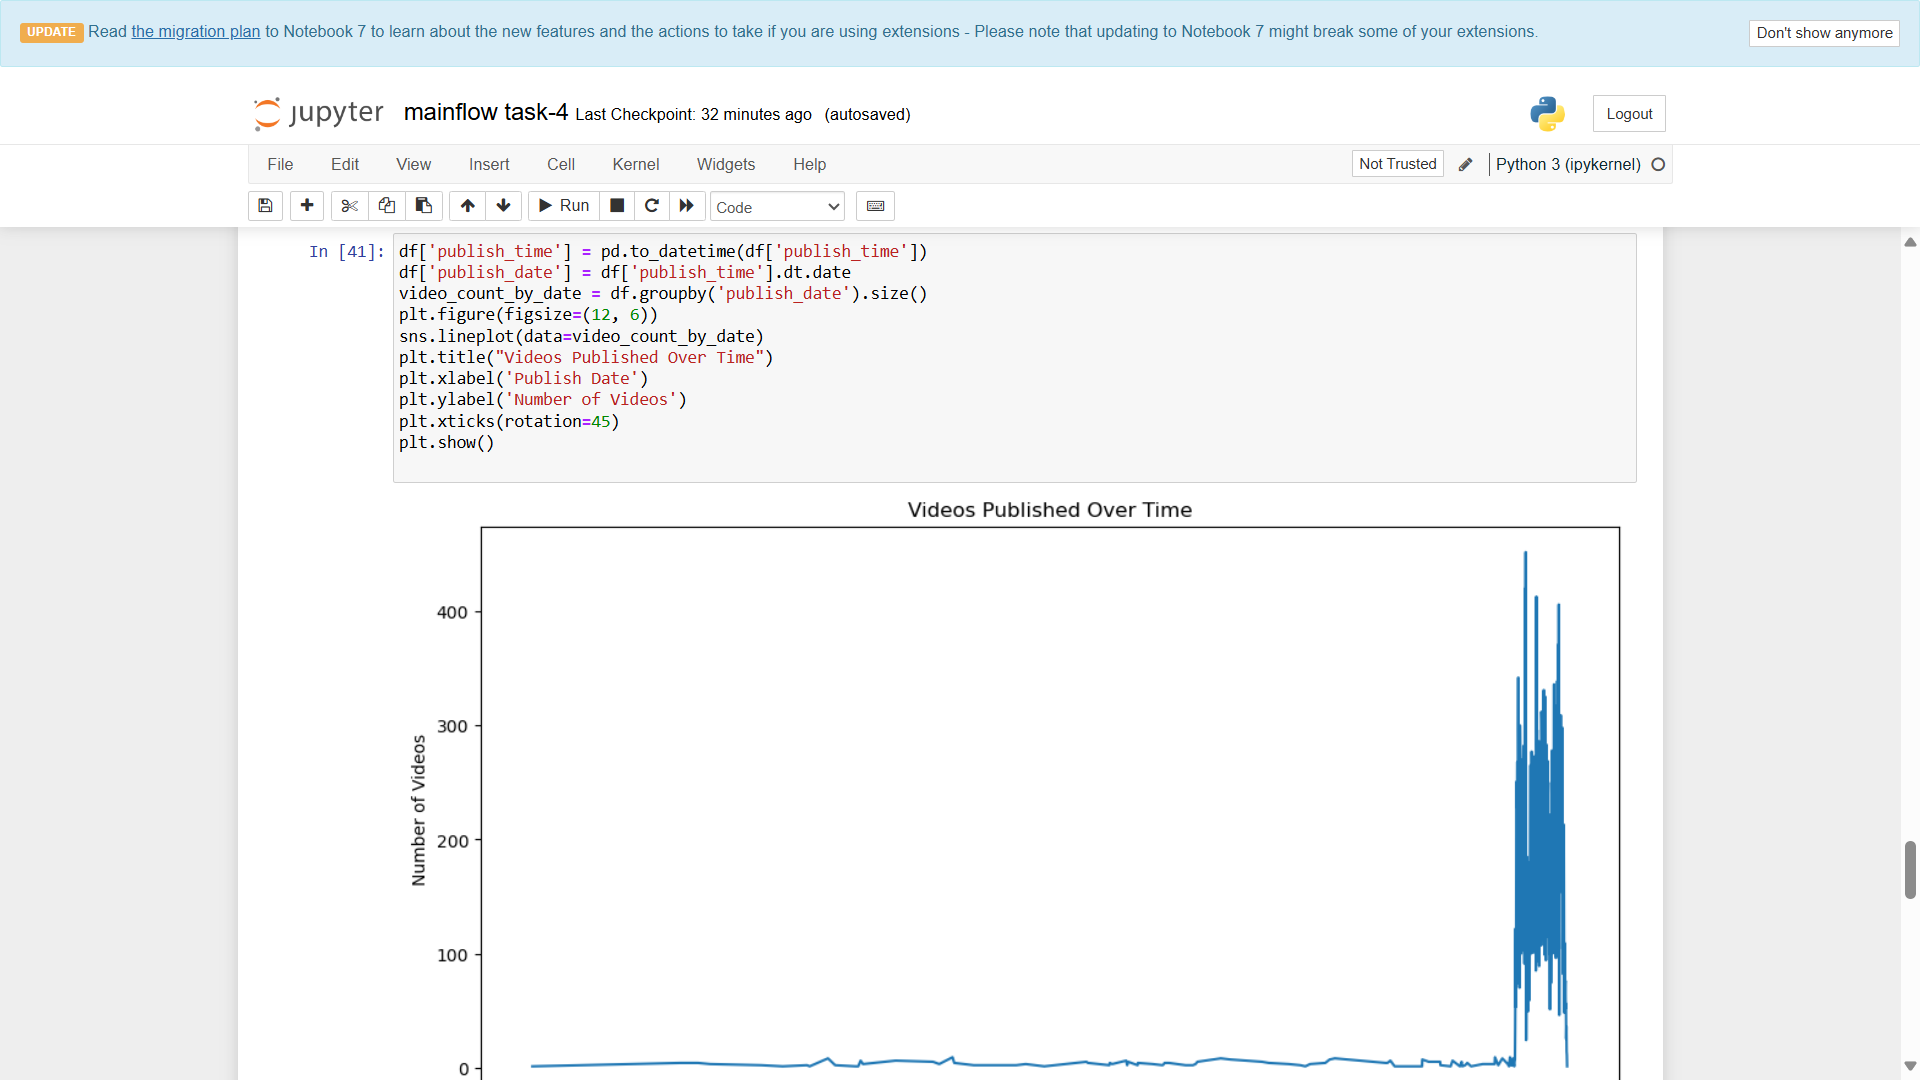 UPDATE Read the migration plan to Notebook 7 to learn about the new features and the actions to take if you are using extensions - Please note that updating to Notebook 7 might break some of your extensions. Don't show anymore
jupyter mainflow task-4 Last Checkpoint: 32 minutes ago (autosaved) Logout
File Edit View Insert Cell Kernel Widgets Help Not Trusted Python 3 (ipykernel)
Run Code
In [41]: df['publish_time'] = pd.to_datetime(df['publish_time'])
df['publish_date'] = df['publish_time'].dt.date
video_count_by_date = df.groupby('publish_date').size()
plt.figure(figsize=(12, 6))
sns.lineplot(data=video_count_by_date)
plt.title("Videos Published Over Time")
plt.xlabel('Publish Date')
plt.ylabel('Number of Videos')
plt.xticks(rotation=45)
plt.show()
Videos Published Over Time
Number of Videos
400
300
200
100
0